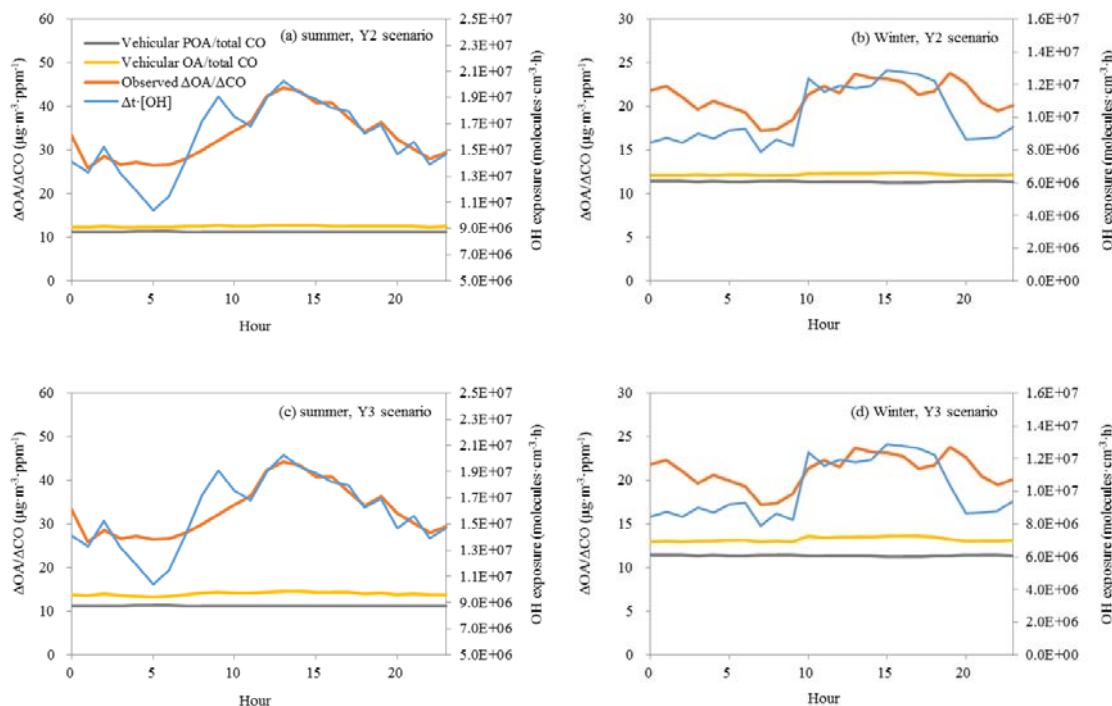 (a) summer, Y2 scenario
Vehicular POA/total CO
Vehicular OA/total CO
Observed ΔOA/ΔCO
Δt·[OH]
ΔOA/ΔCO (μg·m⁻³·ppm⁻¹)
60
50
40
30
20
10
0
OH exposure (molecules·cm⁻³·h)
2.5E+07
2.3E+07
2.1E+07
1.9E+07
1.7E+07
1.5E+07
1.3E+07
1.1E+07
9.0E+06
7.0E+06
5.0E+06
0 5 10 15 20
Hour
(b) Winter, Y2 scenario
ΔOA/ΔCO (μg·m⁻³·ppm⁻¹)
30
25
20
15
10
5
0
OH exposure (molecules·cm⁻³·h)
1.6E+07
1.4E+07
1.2E+07
1.0E+07
8.0E+06
6.0E+06
4.0E+06
2.0E+06
0.0E+00
0 5 10 15 20
Hour
(c) summer, Y3 scenario
ΔOA/ΔCO (μg·m⁻³·ppm⁻¹)
60
50
40
30
20
10
0
OH exposure (molecules·cm⁻³·h)
2.5E+07
2.3E+07
2.1E+07
1.9E+07
1.7E+07
1.5E+07
1.3E+07
1.1E+07
9.0E+06
7.0E+06
5.0E+06
0 5 10 15 20
Hour
(d) Winter, Y3 scenario
ΔOA/ΔCO (μg·m⁻³·ppm⁻¹)
30
25
20
15
10
5
0
OH exposure (molecules·cm⁻³·h)
1.6E+07
1.4E+07
1.2E+07
1.0E+07
8.0E+06
6.0E+06
4.0E+06
2.0E+06
0.0E+00
0 5 10 15 20
Hour